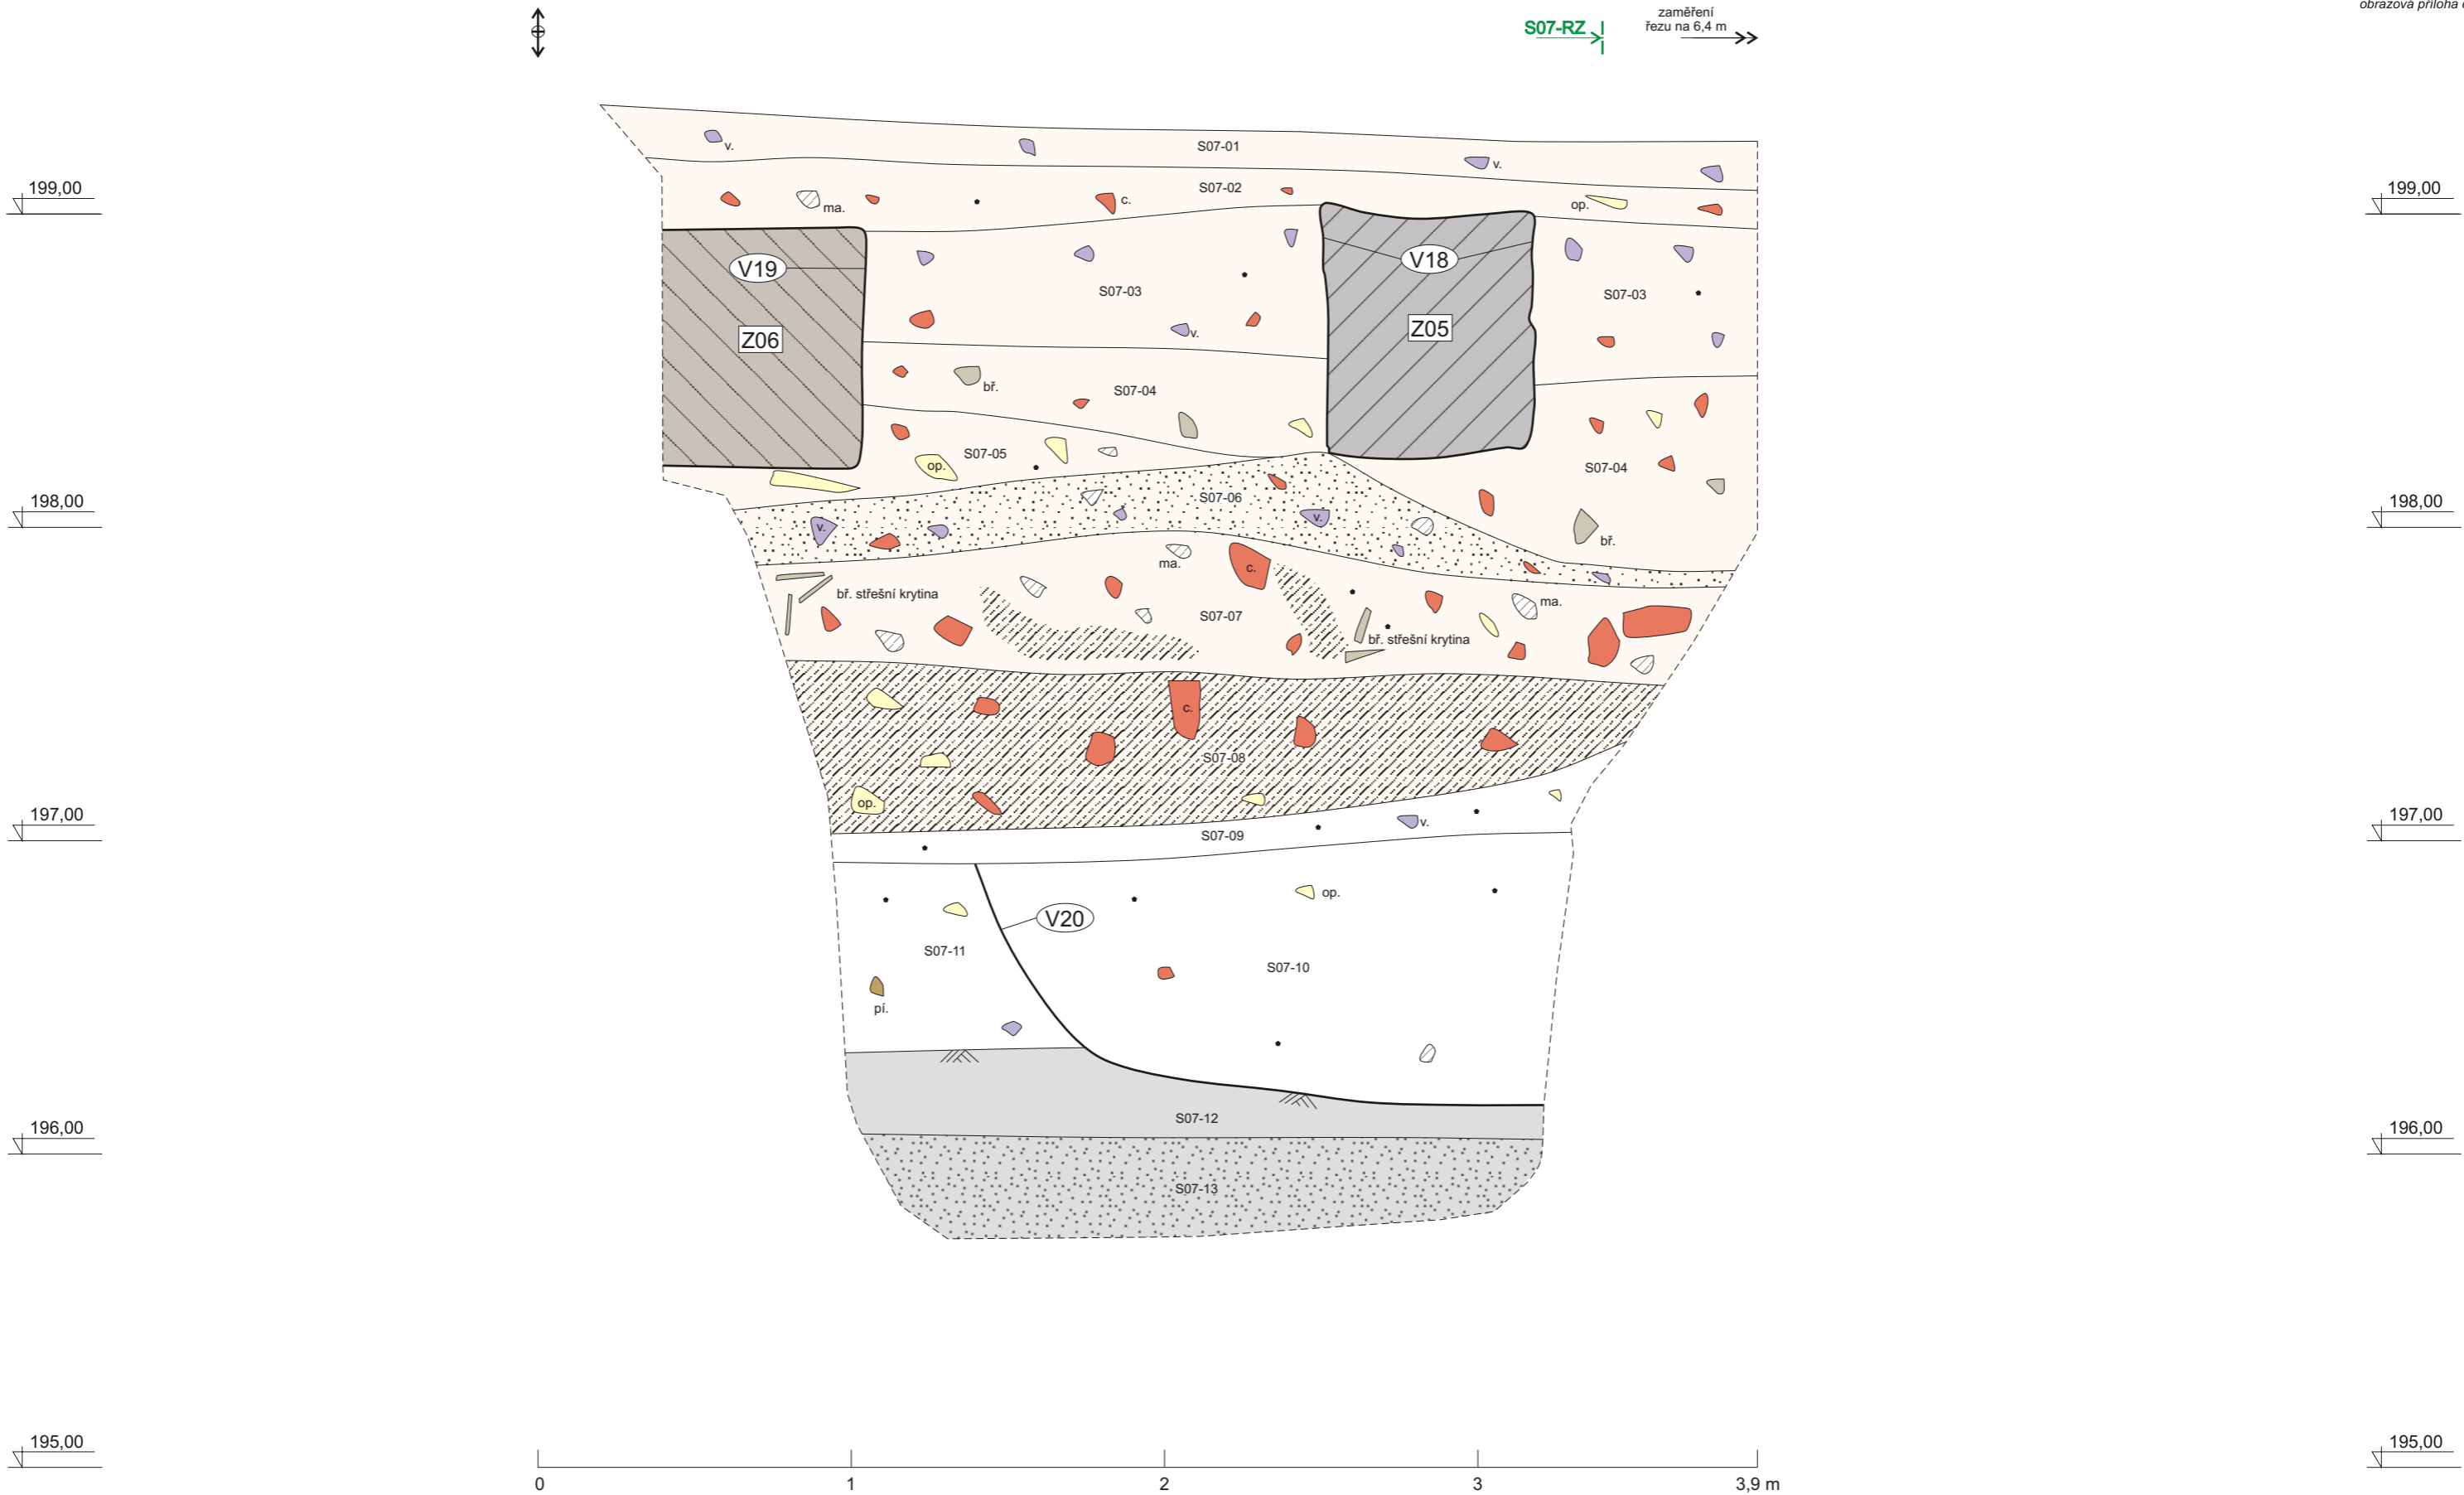 obrazová příloha
zaměření
S07-RZ
řezu na 6,4 m
v.
S07-01
v.
199,00
S07-02
199,00
ma.
c.
op.
V19
V18
S07-03
S07-03
Z06
Z05
v.
bř.
S07-04
S07-05
op.
S07-04
198,00
S07-06
198,00
v.
v.
bř.
ma.
c.
bř. střešní krytina
ma.
S07-07
bř. střešní krytina
c.
S07-08
op.
197,00
v.
197,00
S07-09
op.
V20
S07-11
S07-10
pí.
S07-12
196,00
196,00
S07-13
195,00
195,00
0
1
2
3
3,9 m